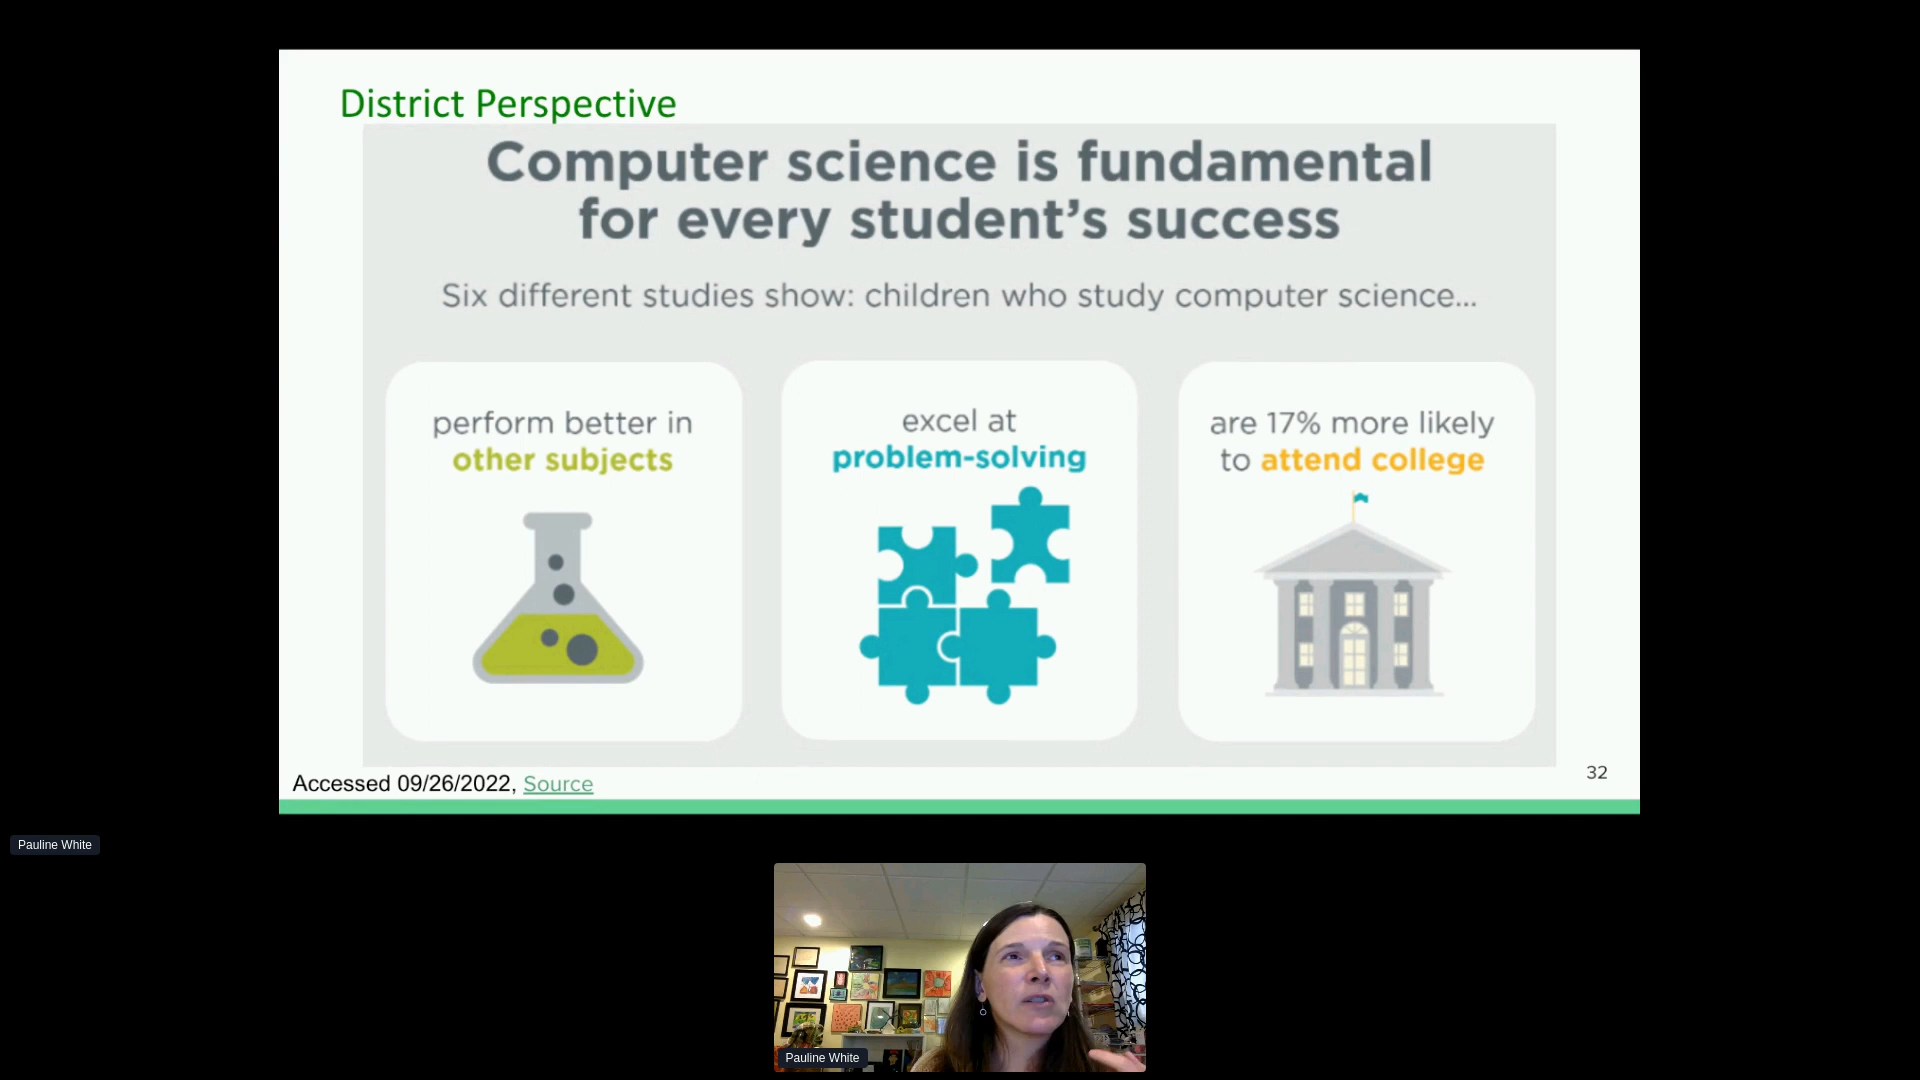 District Perspective
Computer science is fundamental
for every student's success
Six different studies show: children who study computer science...
perform better in
other subjects
excel at
problem-solving
are 17% more likely
to attend college
Accessed 09/26/2022, Source
32
Pauline White
Pauline White